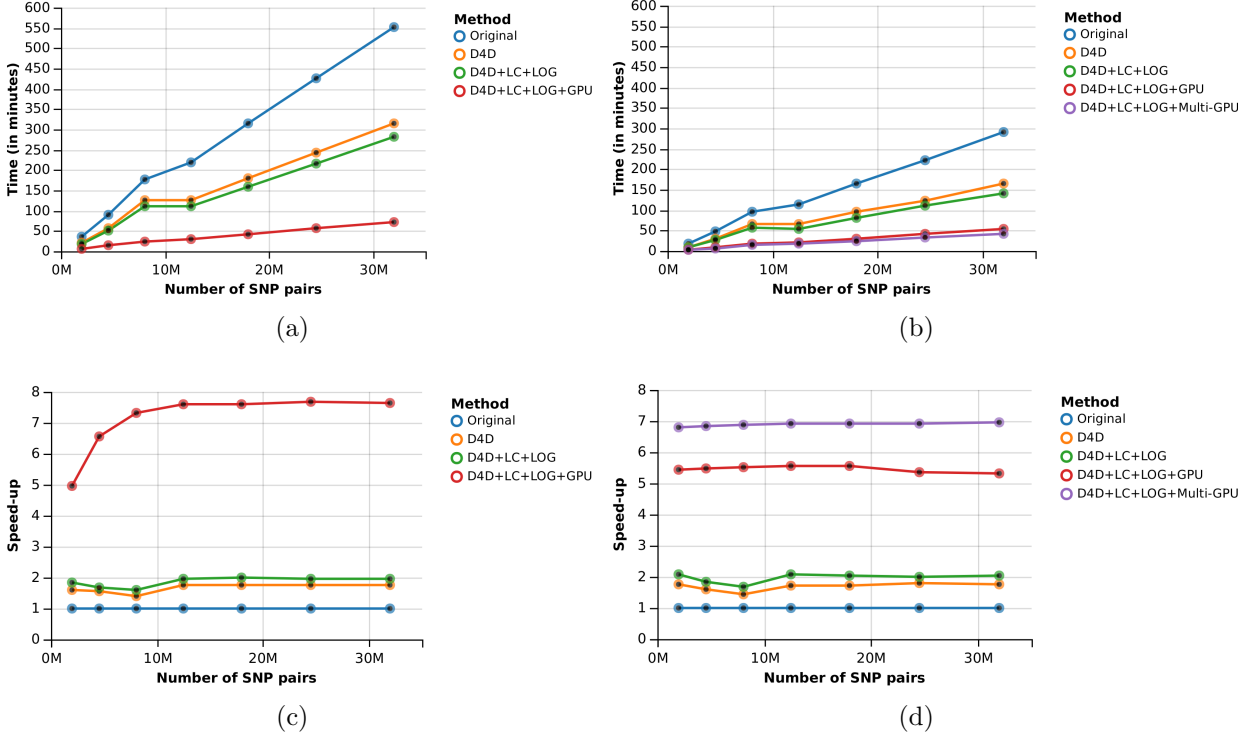 600
550
500
450
400
350
300
250
200
150
100
50
0
Time (in minutes)
0M 10M 20M 30M
Number of SNP pairs
Method
Original
D4D
D4D+LC+LOG
D4D+LC+LOG+GPU
(a)
600
550
500
450
400
350
300
250
200
150
100
50
0
Time (in minutes)
0M 10M 20M 30M
Number of SNP pairs
Method
Original
D4D
D4D+LC+LOG
D4D+LC+LOG+GPU
D4D+LC+LOG+Multi-GPU
(b)
8
7
6
5
4
3
2
1
0
Speed-up
0M 10M 20M 30M
Number of SNP pairs
Method
Original
D4D
D4D+LC+LOG
D4D+LC+LOG+GPU
(c)
8
7
6
5
4
3
2
1
0
Speed-up
0M 10M 20M 30M
Number of SNP pairs
Method
Original
D4D
D4D+LC+LOG
D4D+LC+LOG+GPU
D4D+LC+LOG+Multi-GPU
(d)